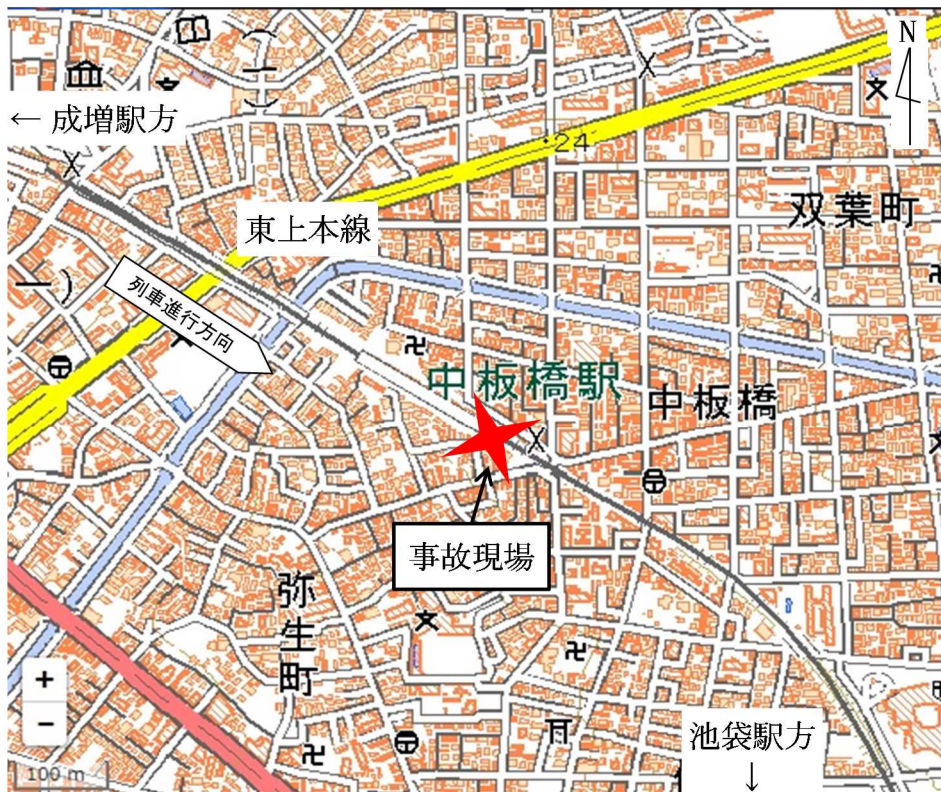 N
← 成増駅方
24
双葉町
東上本線
列車進行方向
中板橋駅
中板橋
事故現場
弥生町
+
−
池袋駅方
↓
100 m